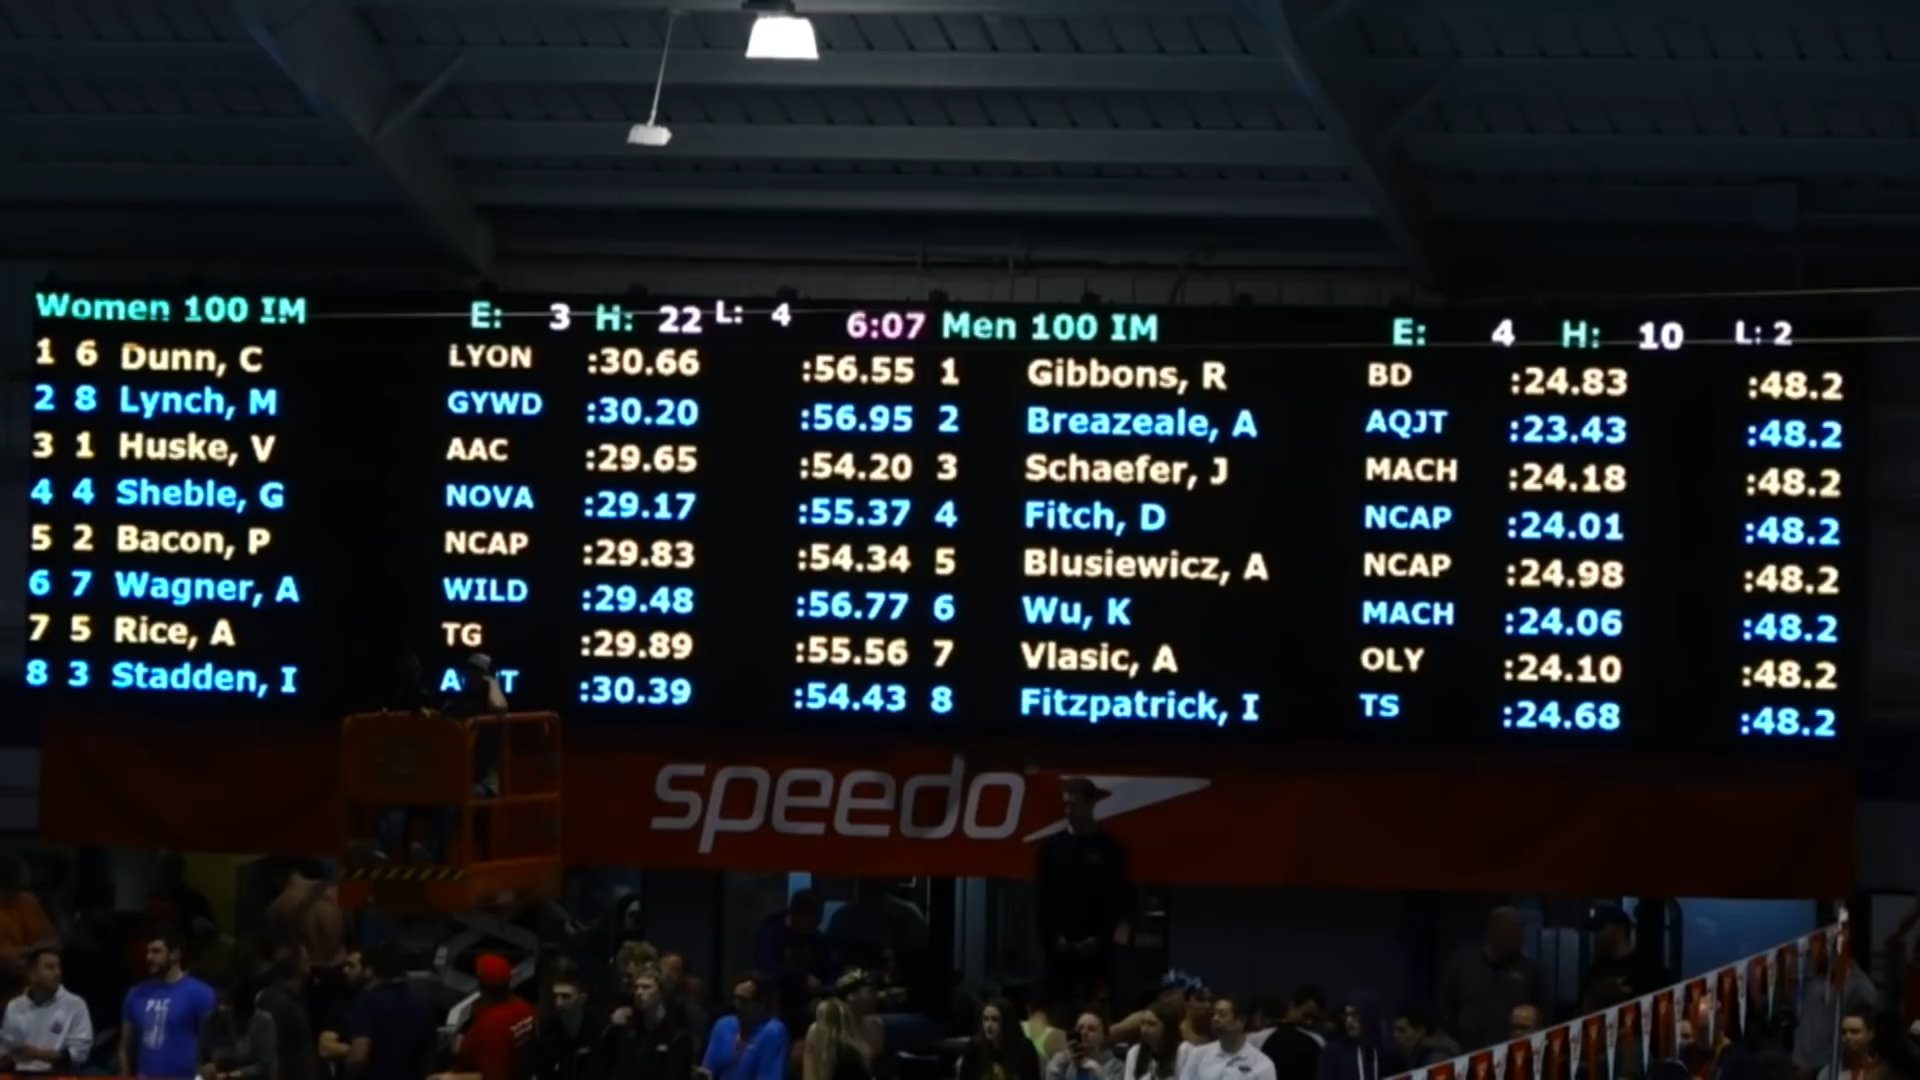 Women 100 IM E: 3 H: 22 L: 4 6:07 Men 100 IM E: 4 H: 10 L: 2
1 6 Dunn, C LYON :30.66 :56.55 1 Gibbons, R BD :24.83 :48.2
2 8 Lynch, M GYWD :30.20 :56.95 2 Breazeale, A AQJT :23.43 :48.2
3 1 Huske, V AAC :29.65 :54.20 3 Schaefer, J MACH :24.18 :48.2
4 4 Sheble, G NOVA :29.17 :55.37 4 Fitch, D NCAP :24.01 :48.2
5 2 Bacon, P NCAP :29.83 :54.34 5 Blusiewicz, A NCAP :24.98 :48.2
6 7 Wagner, A WILD :29.48 :56.77 6 Wu, K MACH :24.06 :48.2
7 5 Rice, A TG :29.89 :55.56 7 Vlasic, A OLY :24.10 :48.2
8 3 Stadden, I :30.39 :54.43 8 Fitzpatrick, I TS :24.68 :48.2
speedo
PAC